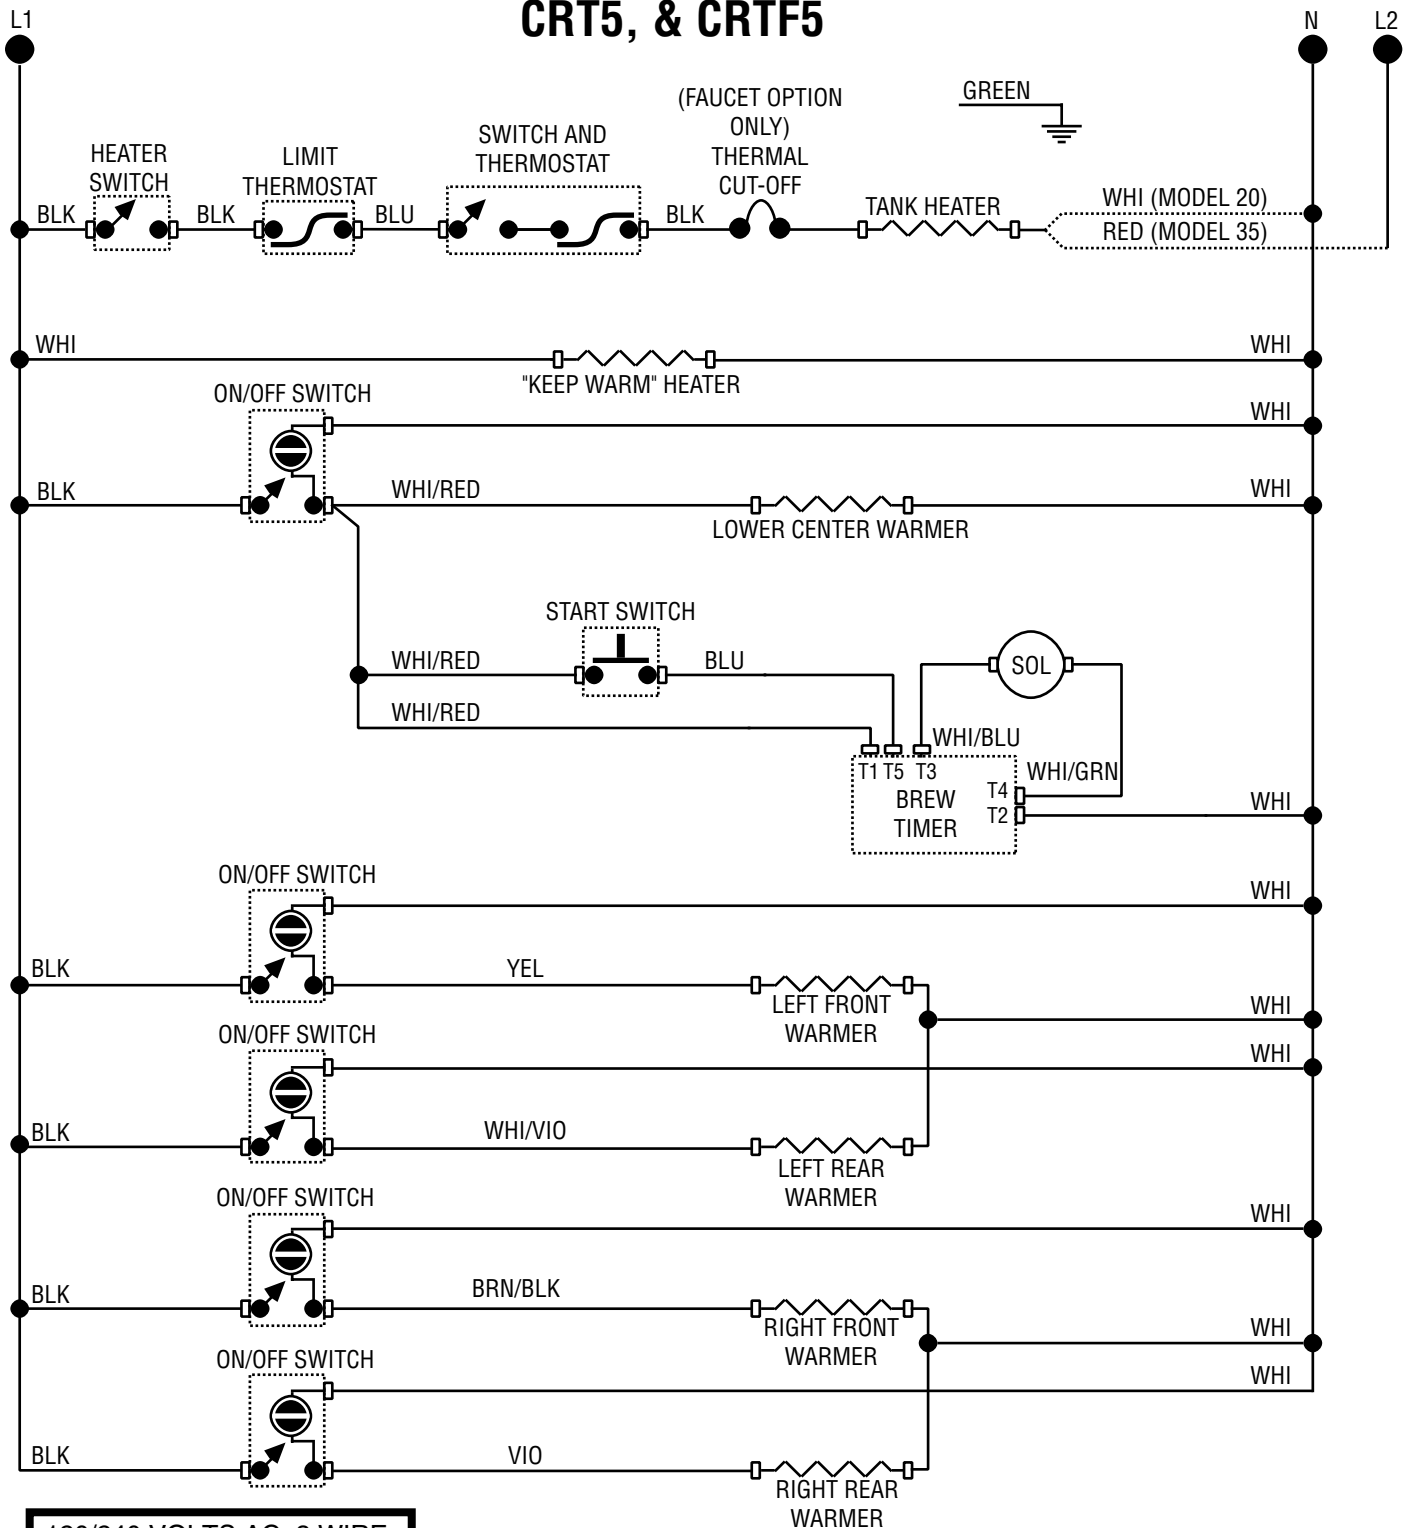 CRT5, & CRTF5
L1
N
L2
GREEN
(FAUCET OPTION
ONLY)
THERMAL
CUT-OFF
SWITCH AND
THERMOSTAT
HEATER
SWITCH
LIMIT
THERMOSTAT
TANK HEATER
WHI (MODEL 20)
RED (MODEL 35)
BLK
BLK
BLU
BLK
WHI
WHI
"KEEP WARM" HEATER
ON/OFF SWITCH
WHI
BLK
WHI/RED
WHI
LOWER CENTER WARMER
START SWITCH
WHI/RED
BLU
SOL
WHI/RED
WHI/BLU
T1 T5 T3
WHI/GRN
BREW
TIMER
T4
T2
WHI
ON/OFF SWITCH
WHI
BLK
YEL
LEFT FRONT
WARMER
WHI
ON/OFF SWITCH
WHI
BLK
WHI/VIO
LEFT REAR
WARMER
ON/OFF SWITCH
WHI
BLK
BRN/BLK
RIGHT FRONT
WARMER
WHI
ON/OFF SWITCH
WHI
BLK
VIO
RIGHT REAR
WARMER